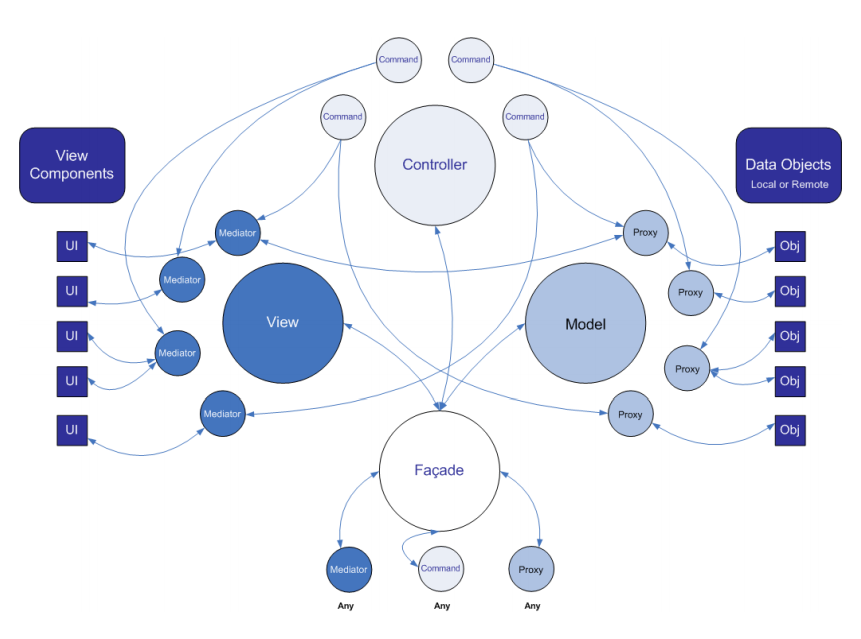 Command
Command
Command
Command
View
Components
Controller
Data Objects
Local or Remote
UI
Mediator
Proxy
Obj
UI
Mediator
Proxy
Obj
View
Model
UI
Mediator
Proxy
Obj
UI
Obj
UI
Mediator
Proxy
Obj
Façade
Mediator
Command
Proxy
Any
Any
Any